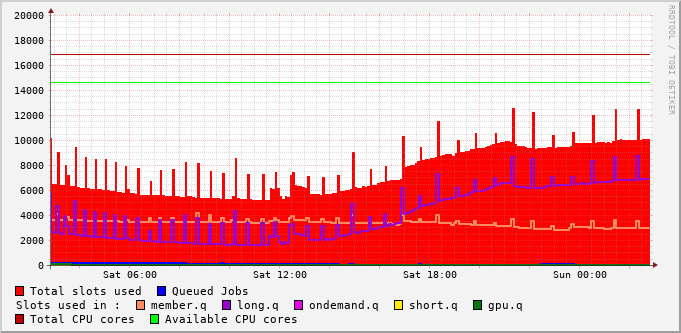 RRDTOOL / TOBI OETIKER
20000
18000
16000
14000
12000
10000
8000
6000
4000
2000
0
Sat 06:00 Sat 12:00 Sat 18:00 Sun 00:00
Total slots used Queued Jobs
Slots used in : member.q long.q ondemand.q short.q gpu.q
Total CPU cores Available CPU cores